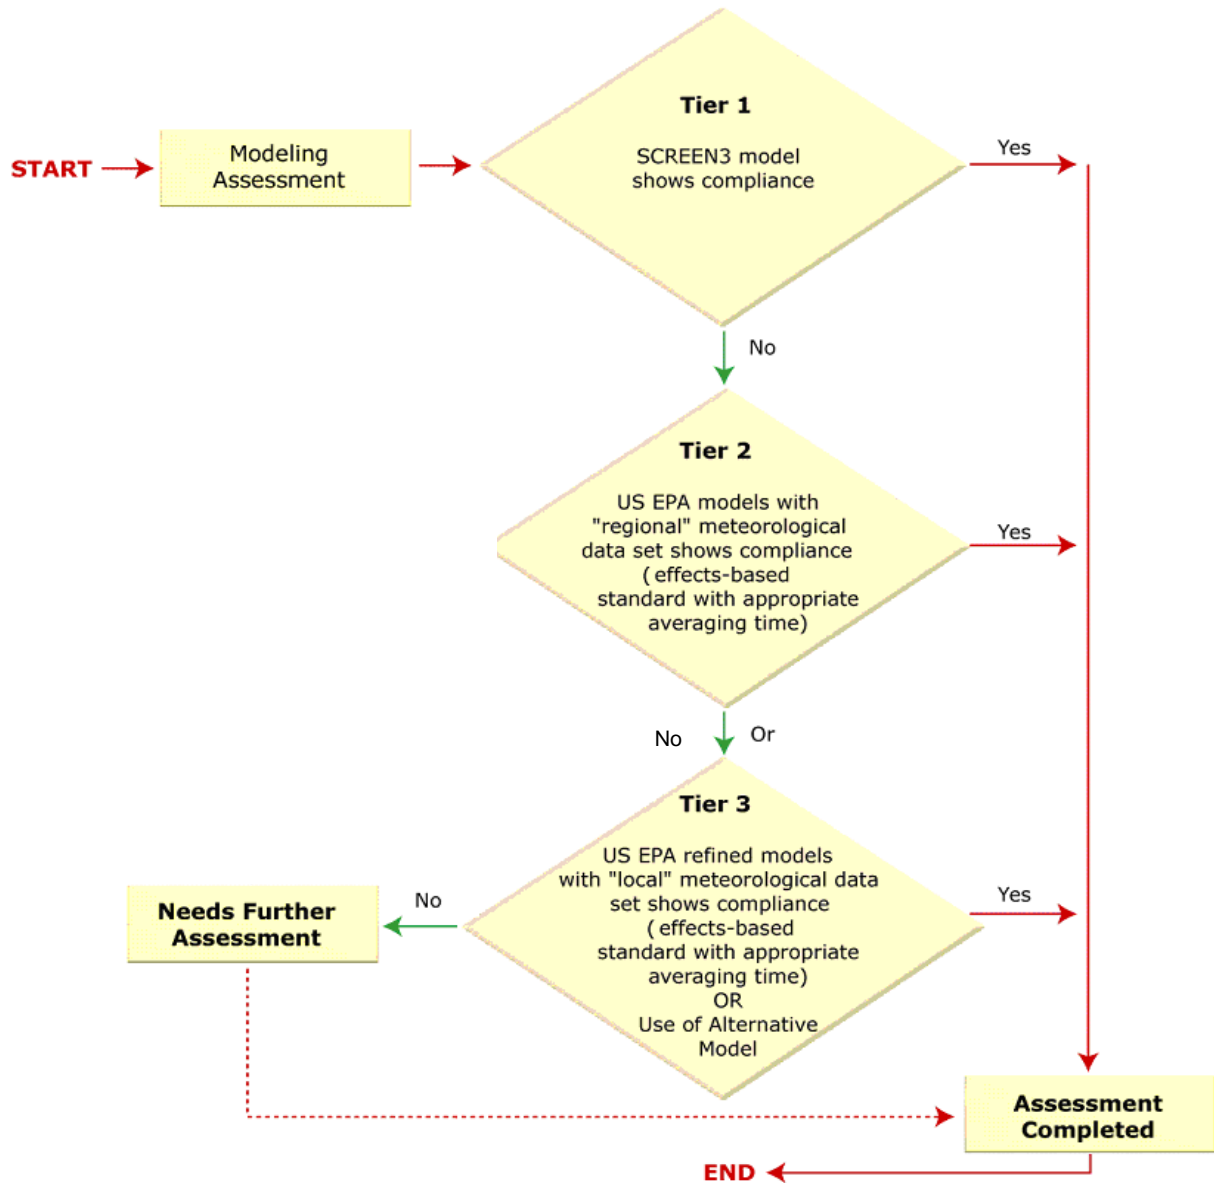 START
Modeling
Assessment
Tier 1
SCREEN3 model
shows compliance
Yes
No
Tier 2
US EPA models with
"regional" meteorological
data set shows compliance
( effects-based
standard with appropriate
averaging time)
Yes
No Or
Tier 3
US EPA refined models
with "local" meteorological data
set shows compliance
( effects-based
standard with appropriate
averaging time)
OR
Use of Alternative
Model
Yes
No
Needs Further
Assessment
Assessment
Completed
END